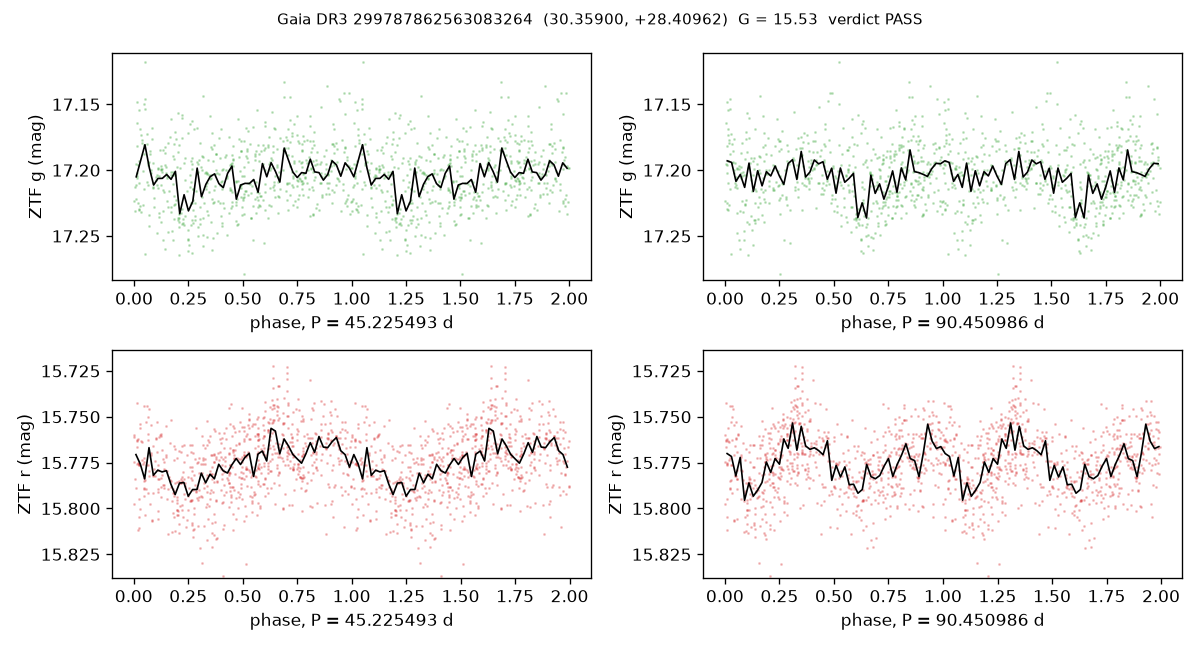 Gaia DR3 299787862563083264 (30.35900, +28.40962) G = 15.53 verdict PASS
ZTF g (mag)
17.15
17.20
17.25
0.00 0.25 0.50 0.75 1.00 1.25 1.50 1.75 2.00
phase, P = 45.225493 d
ZTF g (mag)
17.15
17.20
17.25
0.00 0.25 0.50 0.75 1.00 1.25 1.50 1.75 2.00
phase, P = 90.450986 d
ZTF r (mag)
15.725
15.750
15.775
15.800
15.825
0.00 0.25 0.50 0.75 1.00 1.25 1.50 1.75 2.00
phase, P = 45.225493 d
ZTF r (mag)
15.725
15.750
15.775
15.800
15.825
0.00 0.25 0.50 0.75 1.00 1.25 1.50 1.75 2.00
phase, P = 90.450986 d